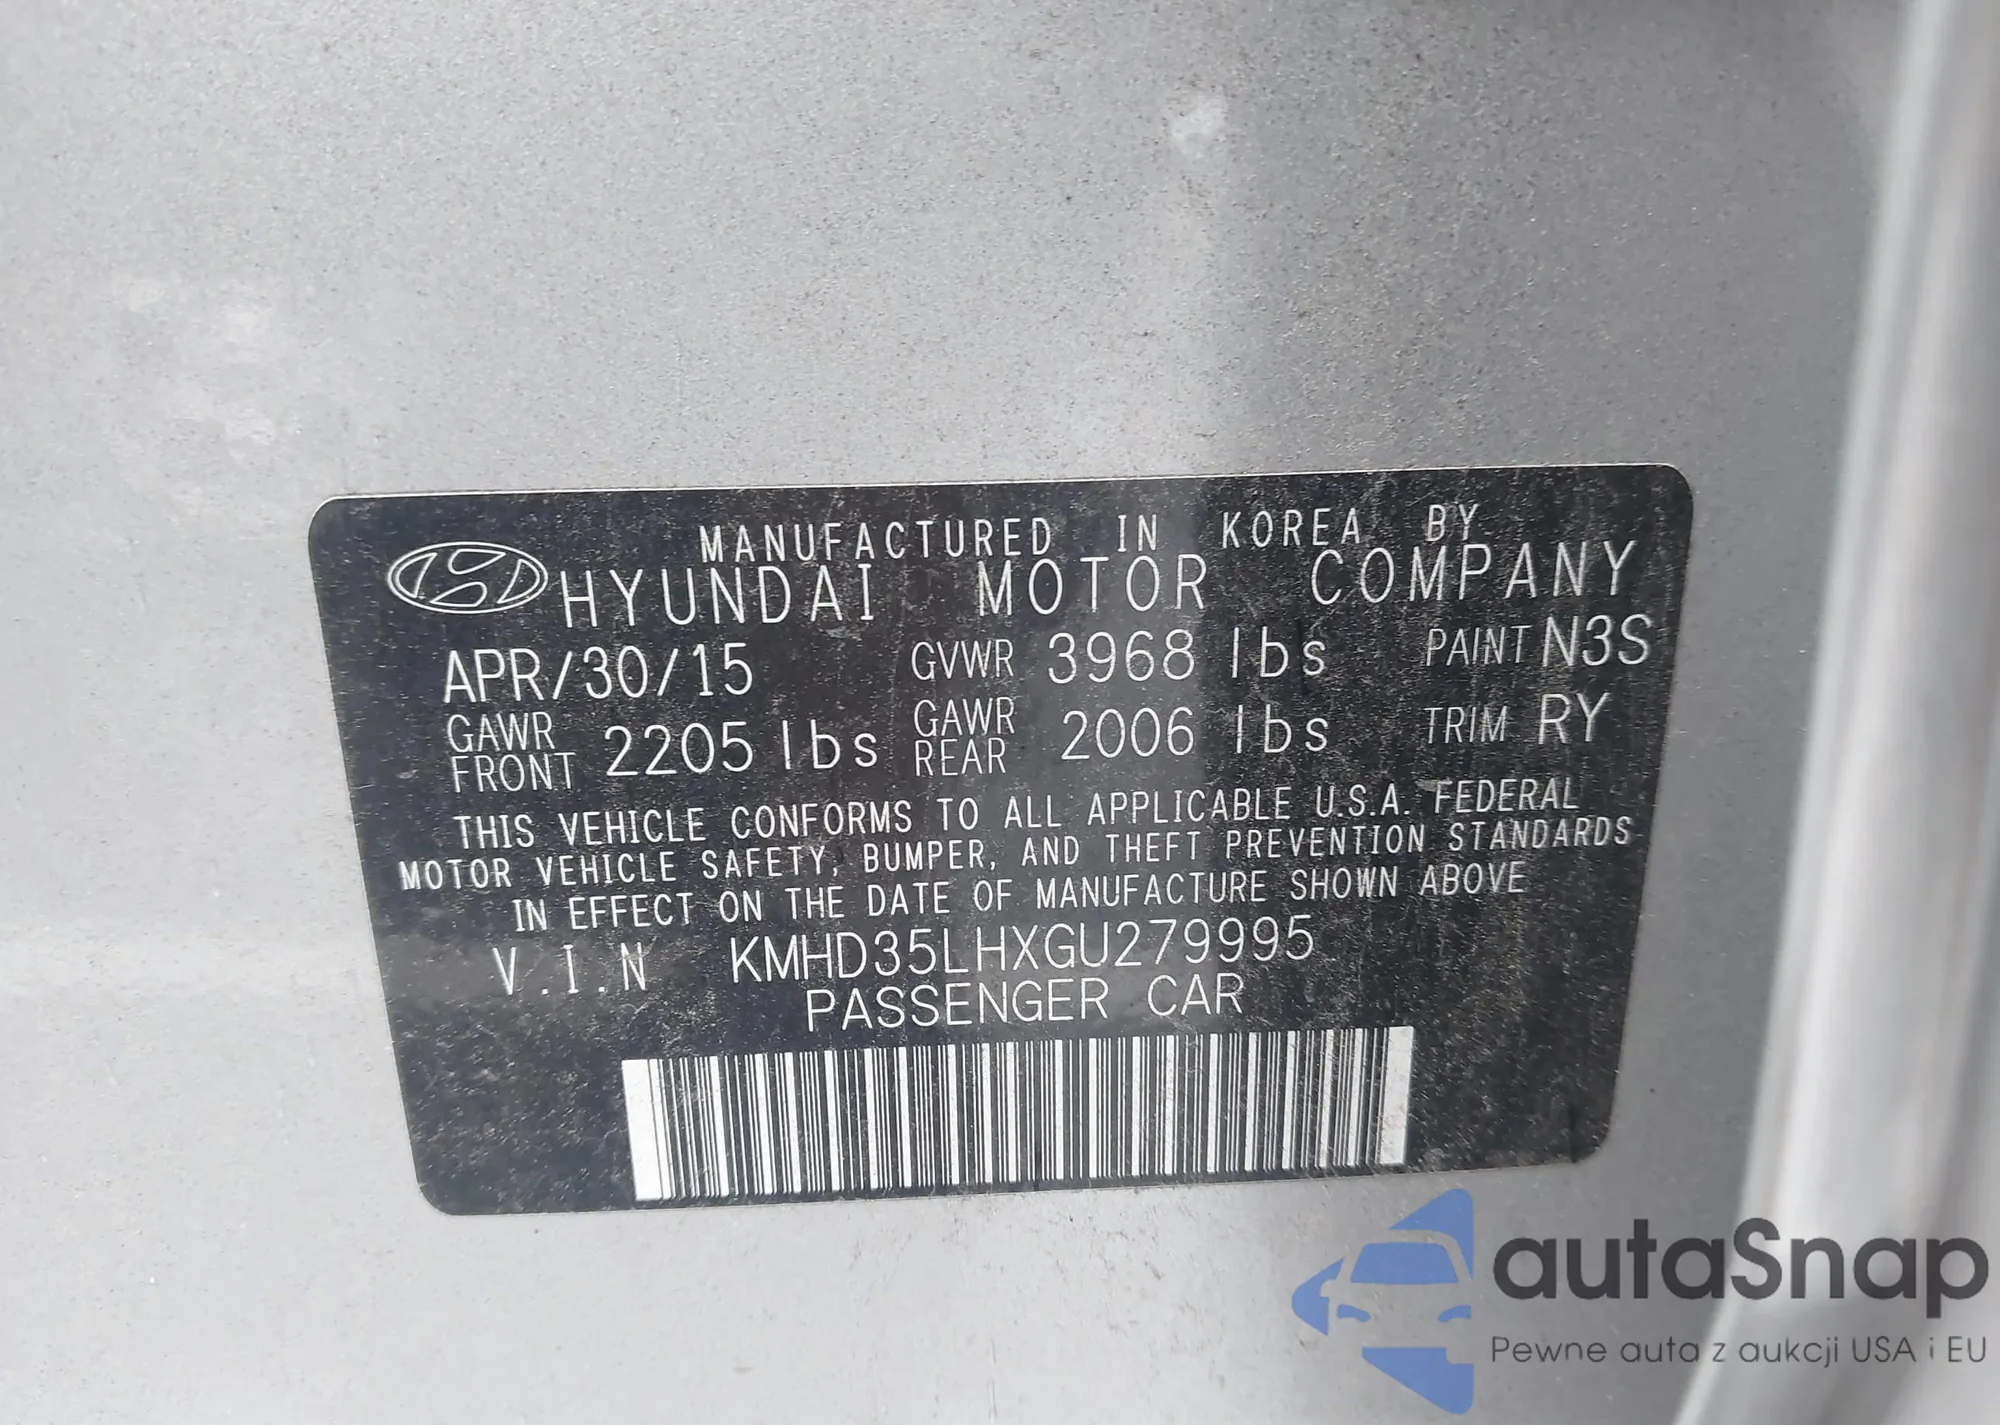 MANUFACTURED IN KOREA BY
HYUNDAI MOTOR COMPANY
APR/30/15 GVWR 3968 lbs PAINT N3S
GAWR FRONT 2205 lbs GAWR REAR 2006 lbs TRIM RY
THIS VEHICLE CONFORMS TO ALL APPLICABLE U.S.A. FEDERAL
MOTOR VEHICLE SAFETY, BUMPER, AND THEFT PREVENTION STANDARDS
IN EFFECT ON THE DATE OF MANUFACTURE SHOWN ABOVE
V.I.N KMHD35LHXGU279995
PASSENGER CAR
autaSnap
Pewne auta z aukcji USA i EU